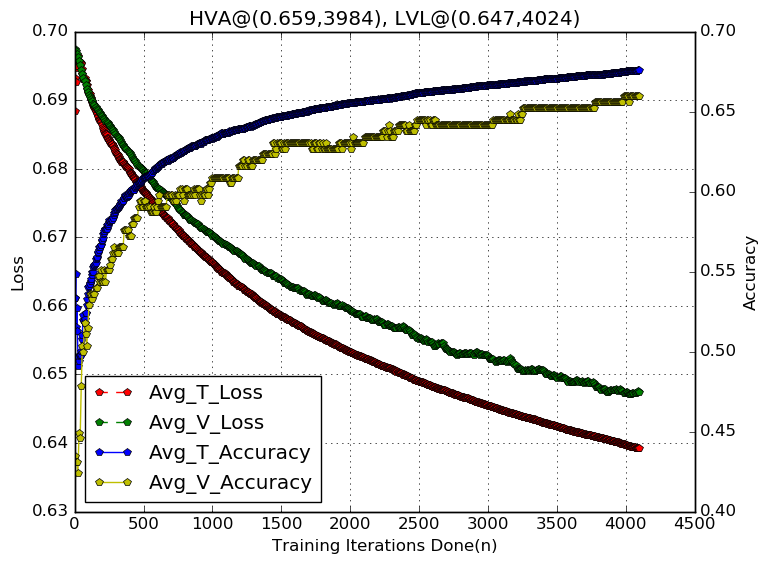 HVA@(0.659,3984), LVL@(0.647,4024)
0.70
0.69
0.68
0.67
0.66
0.65
0.64
0.63
Loss
0.70
0.65
0.60
0.55
0.50
0.45
0.40
Accuracy
Avg_T_Loss
Avg_V_Loss
Avg_T_Accuracy
Avg_V_Accuracy
0 500 1000 1500 2000 2500 3000 3500 4000 4500
Training Iterations Done(n)